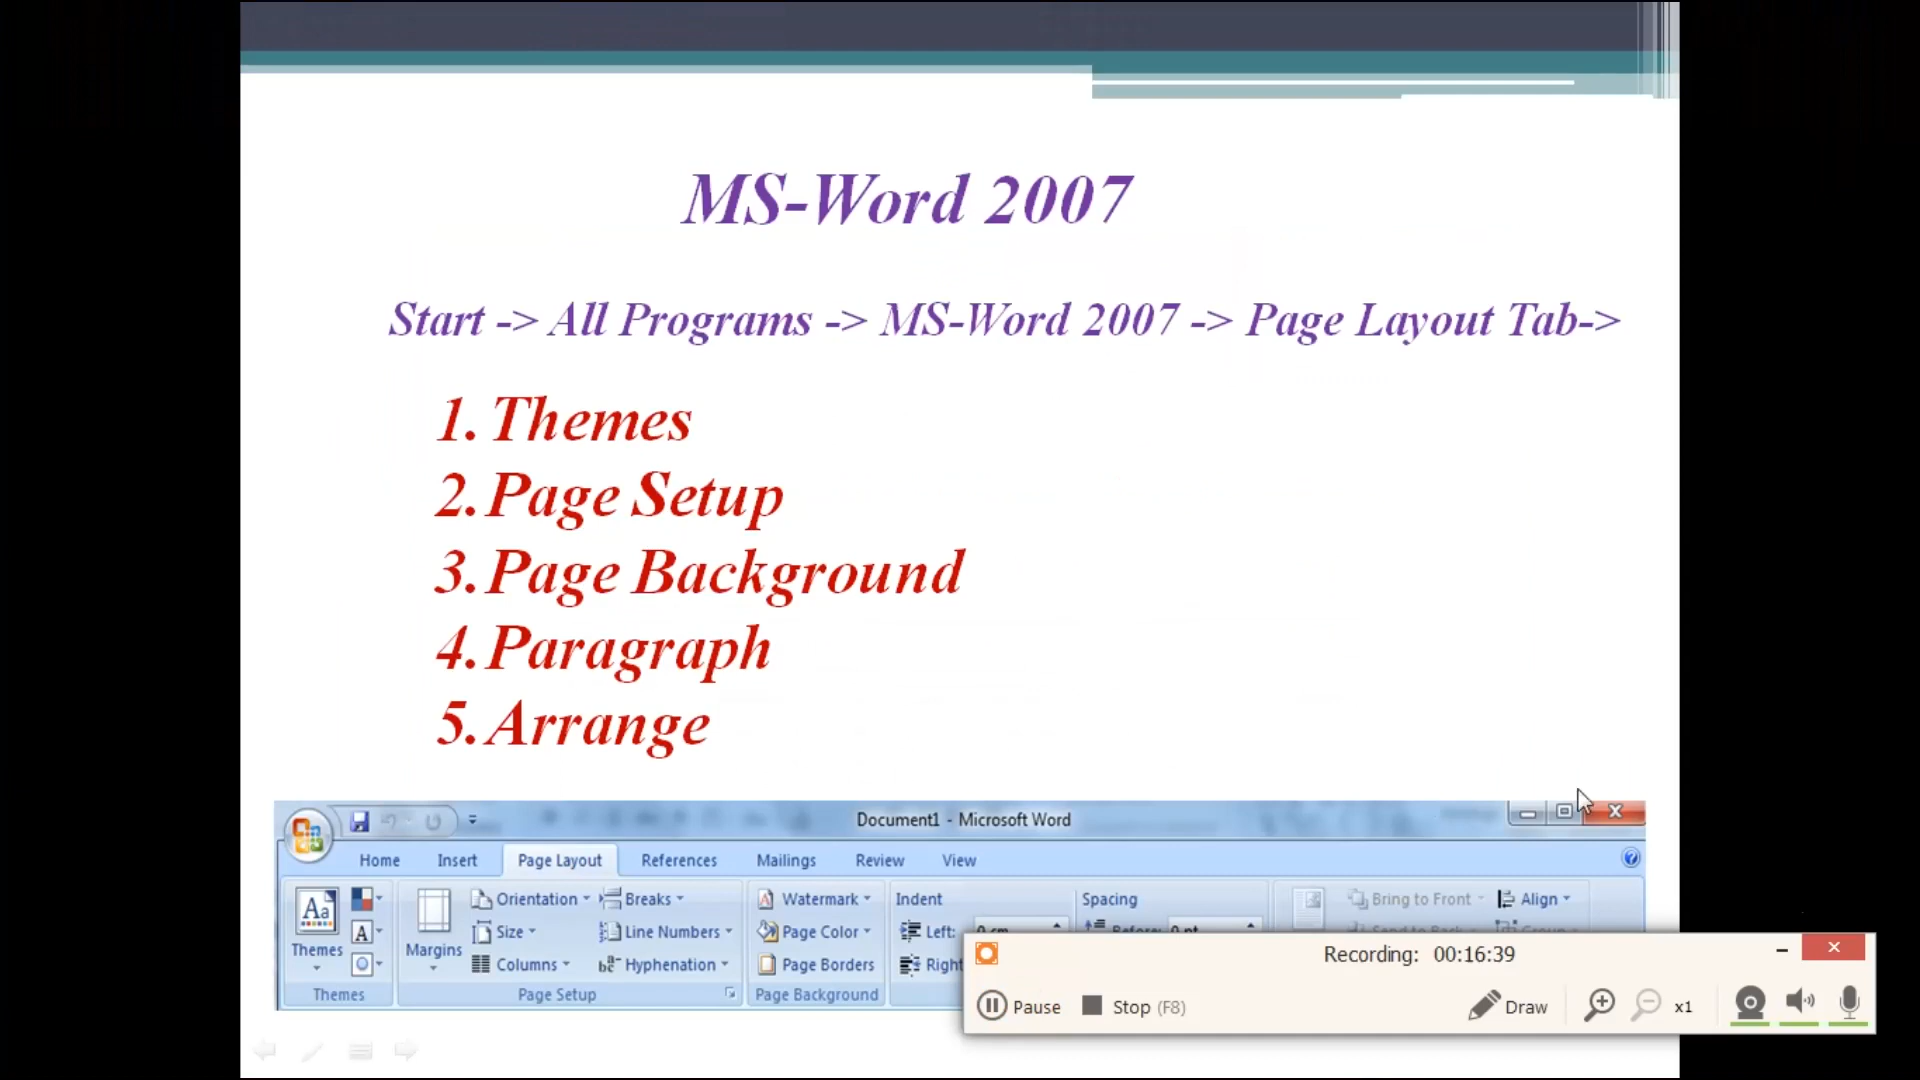 MS-Word 2007
Start -> All Programs -> MS-Word 2007 -> Page Layout Tab->
1. Themes
2. Page Setup
3. Page Background
4. Paragraph
5. Arrange
Document1 - Microsoft Word
Home Insert Page Layout References Mailings Review View
Orientation Breaks Watermark Indent Spacing Bring to Front Align
Themes Margins Size Line Numbers Page Color Left:
Columns Hyphenation Page Borders Right
Themes Page Setup Page Background
Recording: 00:16:39
Pause Stop (F8) Draw x1